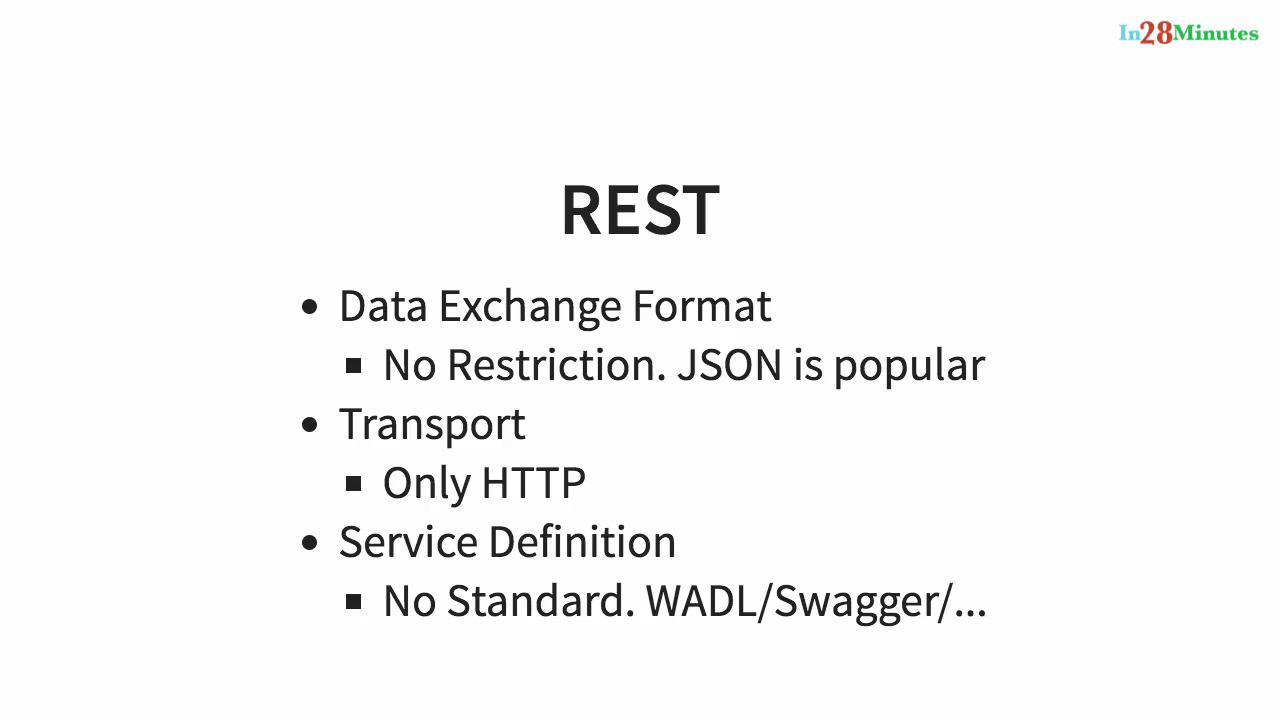 In28Minutes
REST
• Data Exchange Format
▪ No Restriction. JSON is popular
• Transport
▪ Only HTTP
• Service Definition
▪ No Standard. WADL/Swagger/...